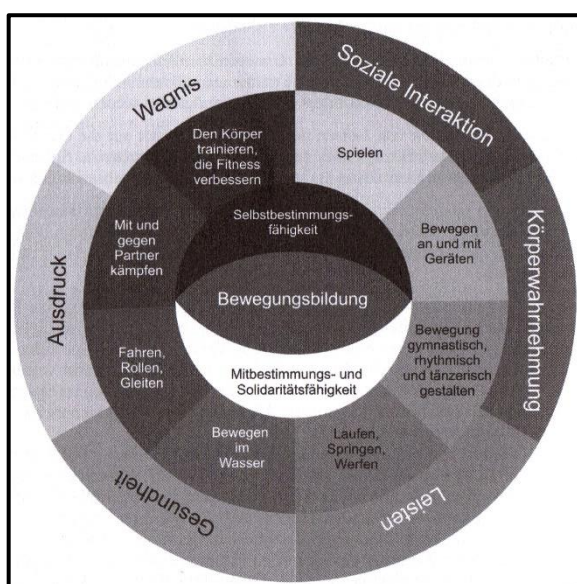 Wagnis
Soziale Interaktion
Körperwahrnehmung
Leisten
Gesundheit
Ausdruck
Den Körper
trainieren,
die Fitness
verbessern
Spielen
Bewegen
an und mit
Geräten
Bewegung
gymnastisch,
rhythmisch
und tänzerisch
gestalten
Laufen,
Springen,
Werfen
Bewegen
im
Wasser
Fahren,
Rollen,
Gleiten
Mit und
gegen
Partner
kämpfen
Selbstbestimmungs-
fähigkeit
Bewegungsbildung
Mitbestimmungs- und
Solidaritätsfähigkeit